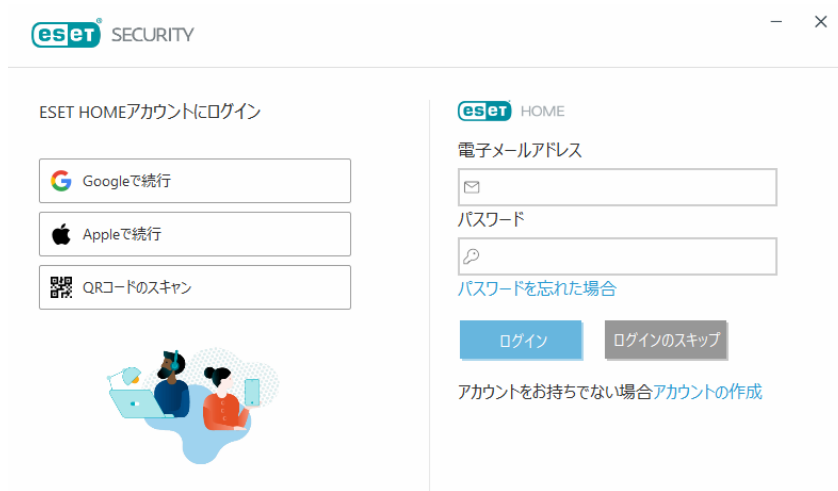 eset SECURITY
ESET HOMEアカウントにログイン
Googleで続行
Appleで続行
QRコードのスキャン
eset HOME
電子メールアドレス
パスワード
パスワードを忘れた場合
ログイン
ログインのスキップ
アカウントをお持ちでない場合アカウントの作成